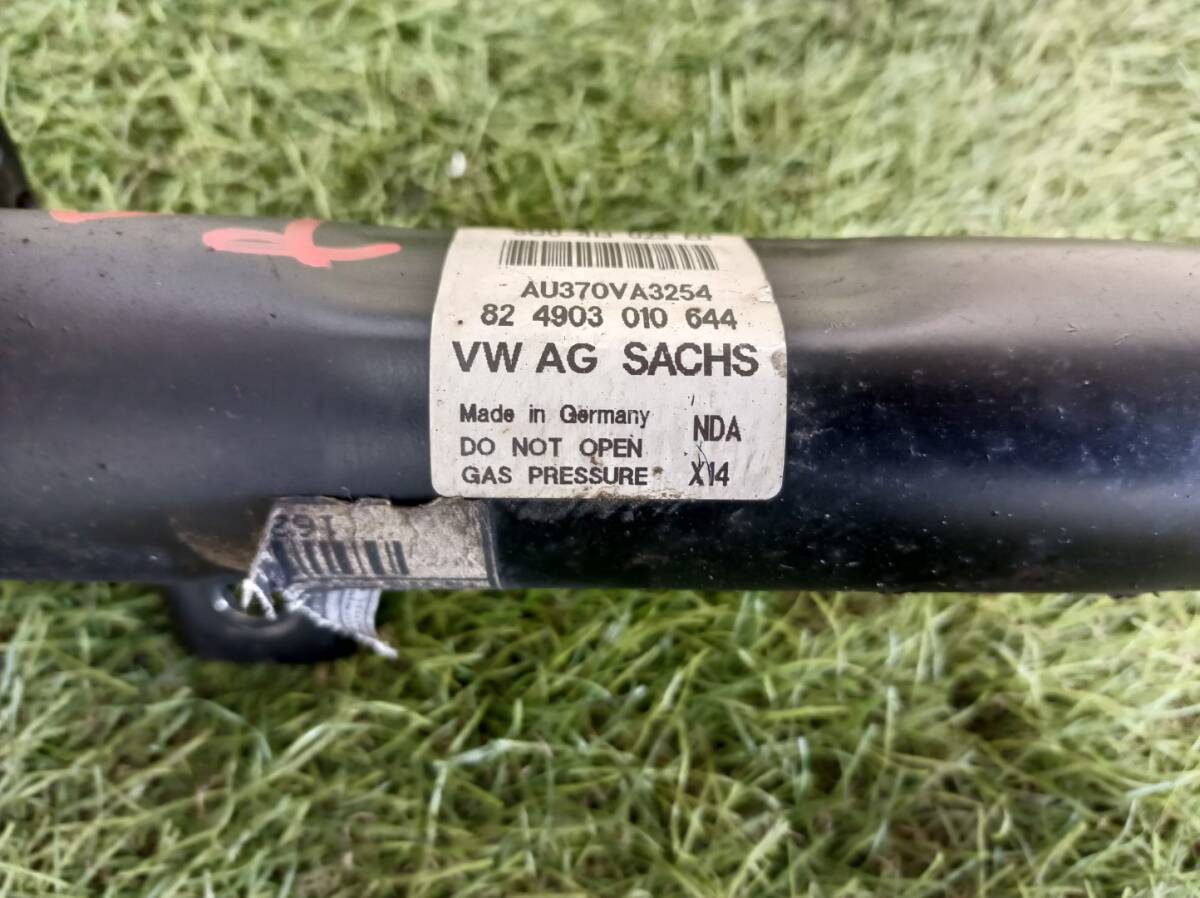 AU370VA3254
82 4903 010 644
VW AG SACHS
Made in Germany
DO NOT OPEN
GAS PRESSURE
NDA
X14